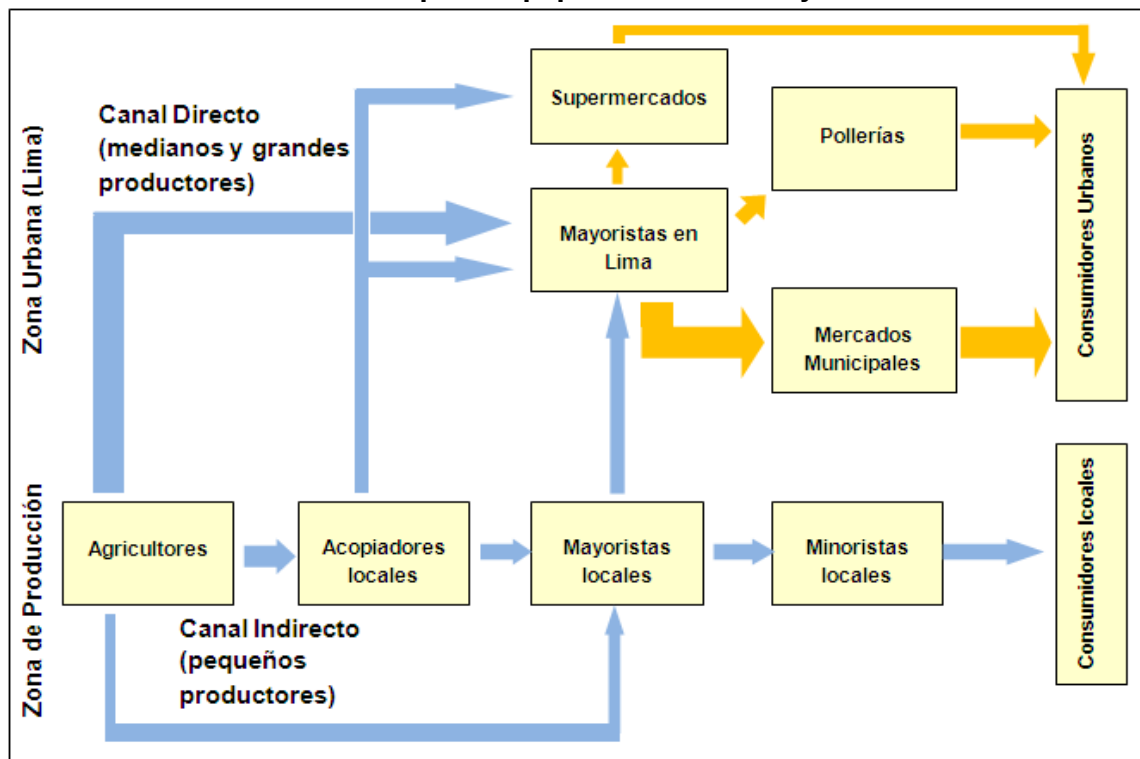 Zona Urbana (Lima)
Canal Directo
(medianos y grandes
productores)
Supermercados
Pollerías
Mayoristas en
Lima
Mercados
Municipales
Consumidores Urbanos
Zona de Producción
Agricultores
Acopiadores
locales
Mayoristas
locales
Minoristas
locales
Consumidores lcoales
Canal Indirecto
(pequeños
productores)